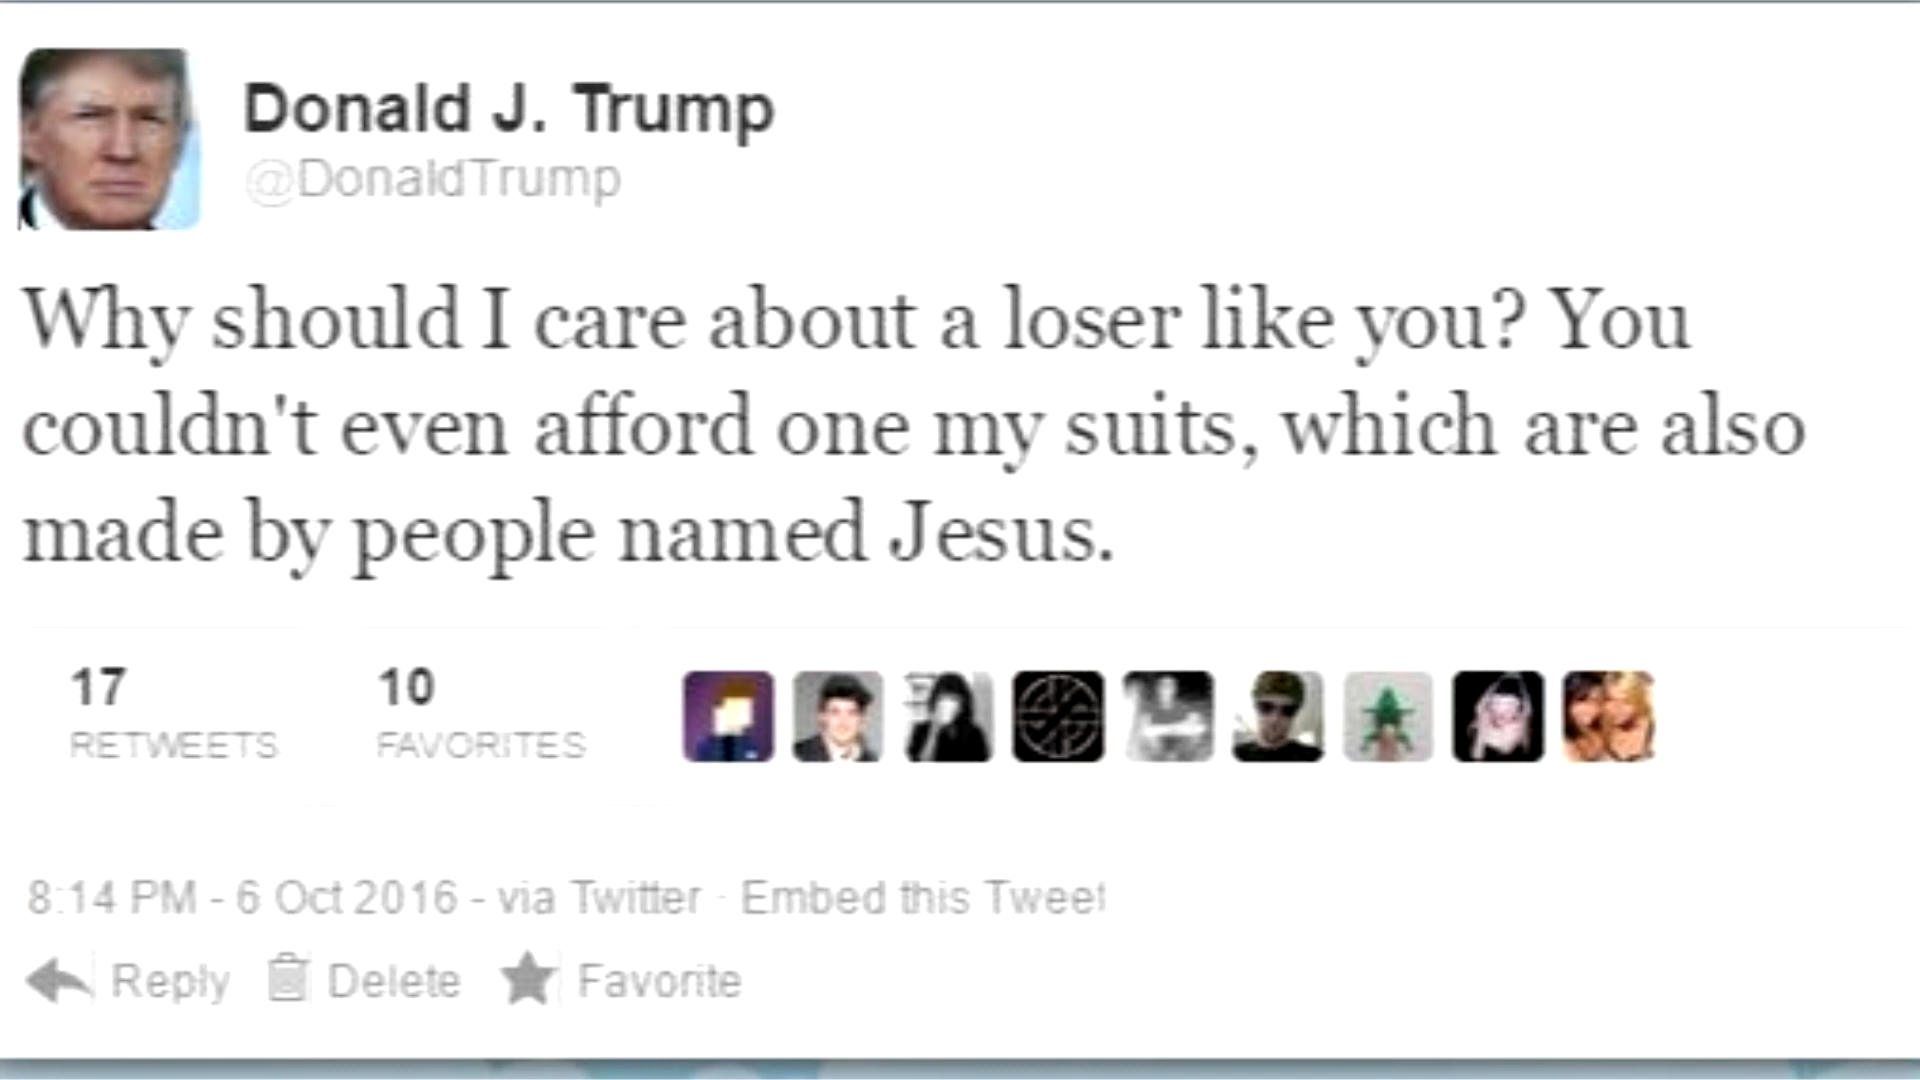 Donald J. Trump
@DonaldTrump
Why should I care about a loser like you? You
couldn't even afford one my suits, which are also
made by people named Jesus.
17 10
RETWEETS FAVORITES
8:14 PM - 6 Oct 2016 - via Twitter · Embed this Tweet
Reply Delete Favorite